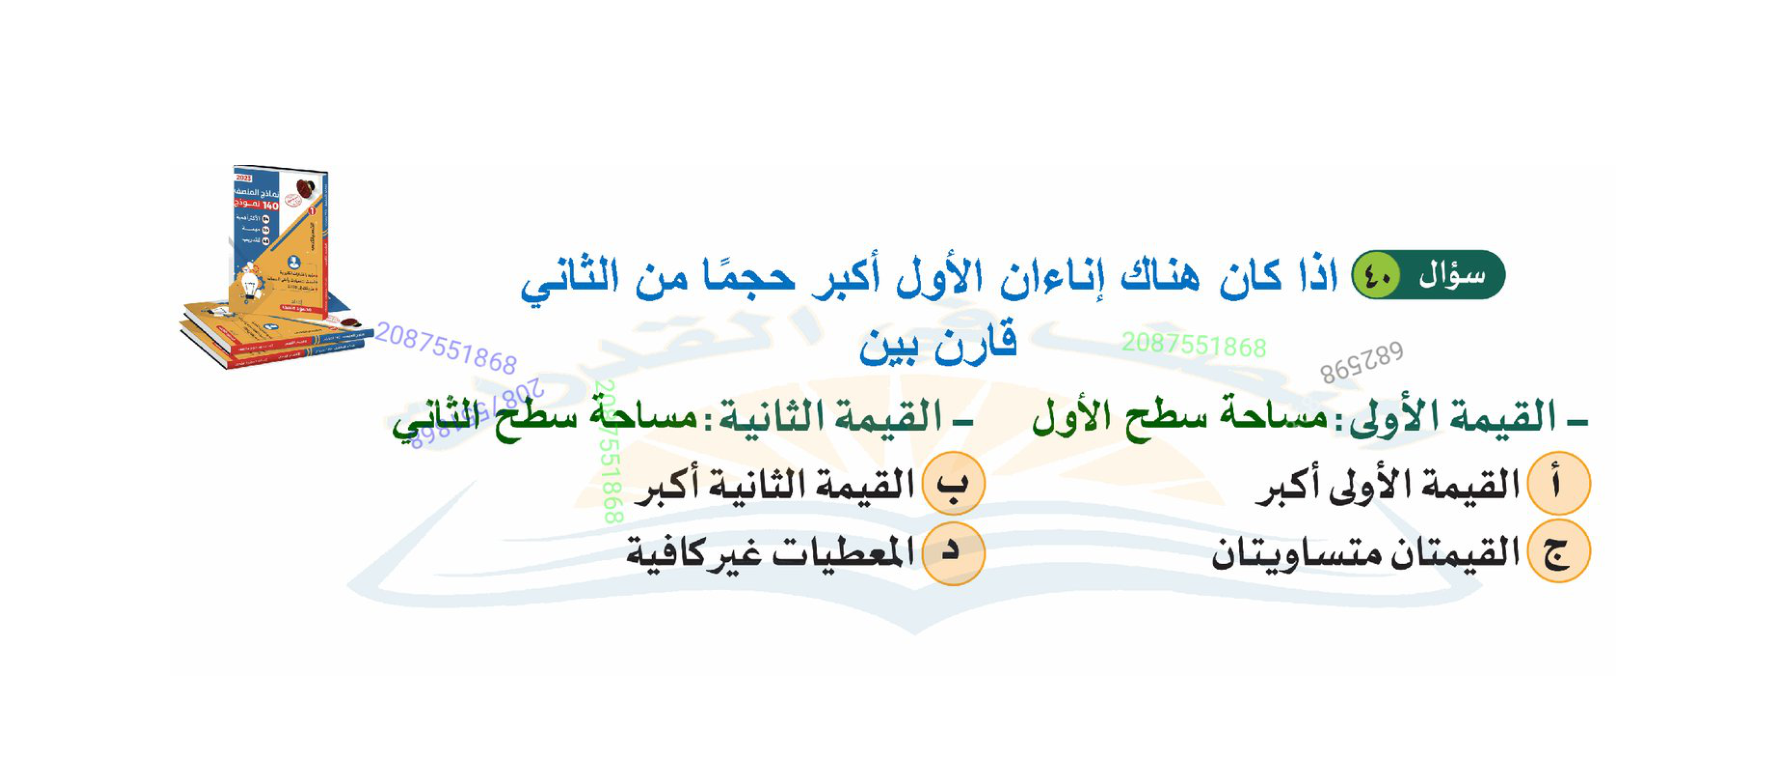 2023
نماذج المنصف
140 نموذج
سؤال ٤٠ اذا كان هناك إناءان الأول أكبر حجمًا من الثاني
قارن بين
2087551868
2087551868
6825598
2087551868
2087551868
– القيمة الأولى: مساحة سطح الأول – القيمة الثانية: مساحة سطح الثاني
أ القيمة الأولى أكبر ب القيمة الثانية أكبر
ج القيمتان متساويتان د المعطيات غير كافية